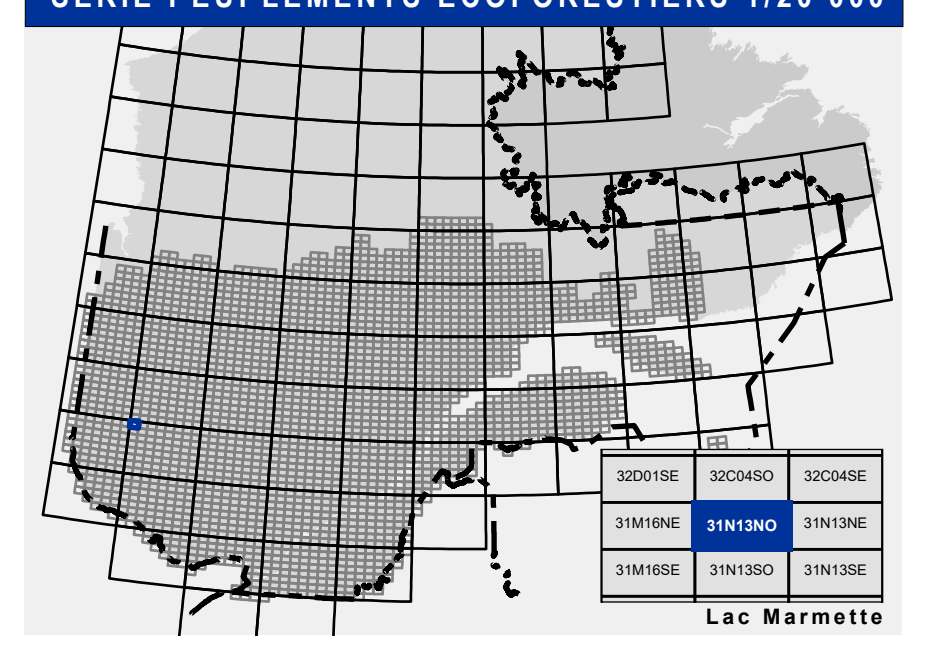 SÉRIE PEUPLEMENTS ÉCOFORESTIERS 1/20 000
32D01SE 32C04SO 32C04SE
31M16NE 31N13NO 31N13NE
31M16SE 31N13SO 31N13SE
Lac Marmette